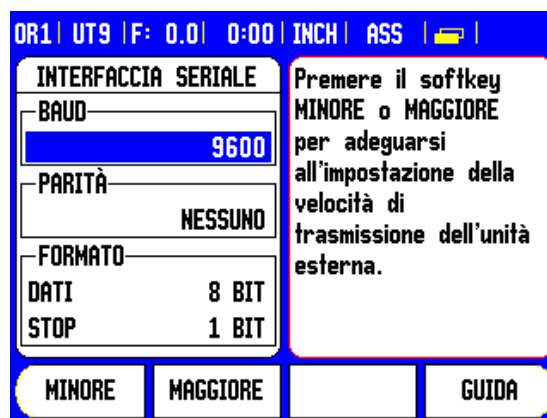 OR1| UT9 |F: 0.0| 0:00| INCH| ASS | |
INTERFACCIA SERIALE
BAUD
9600
PARITÀ
NESSUNO
FORMATO
DATI 8 BIT
STOP 1 BIT
Premere il softkey
MINORE o MAGGIORE
per adeguarsi
all'impostazione della
velocità di
trasmissione dell'unità
esterna.
MINORE MAGGIORE GUIDA